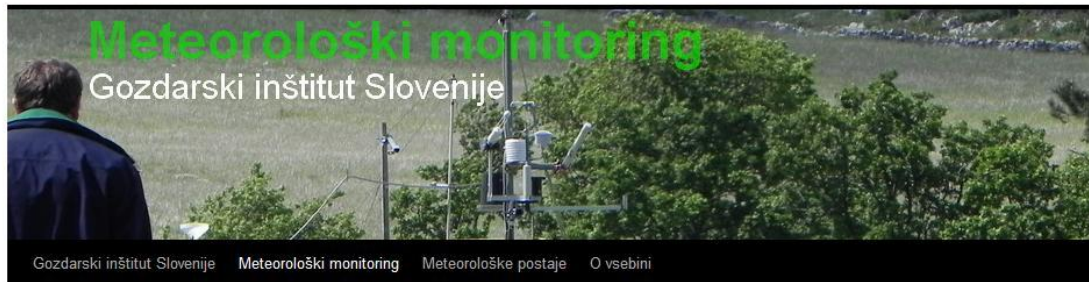 Meteorološki monitoring
Gozdarski inštitut Slovenije
Gozdarski inštitut Slovenije Meteorološki monitoring Meteorološke postaje O vsebini